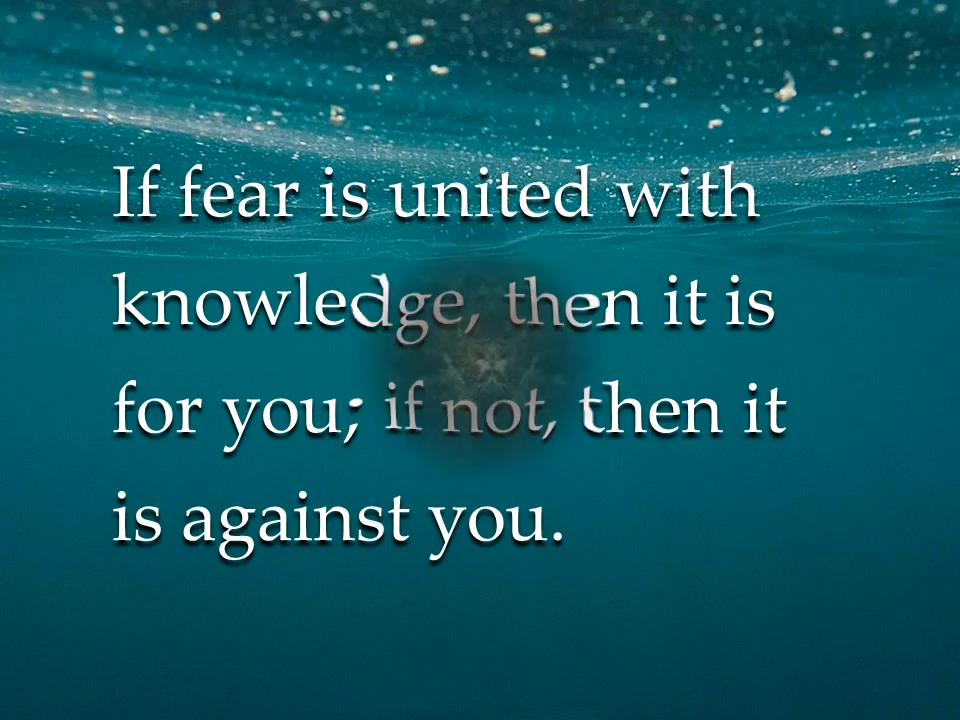 If fear is united with
knowledge, then it is
for you; if not, then it
is against you.